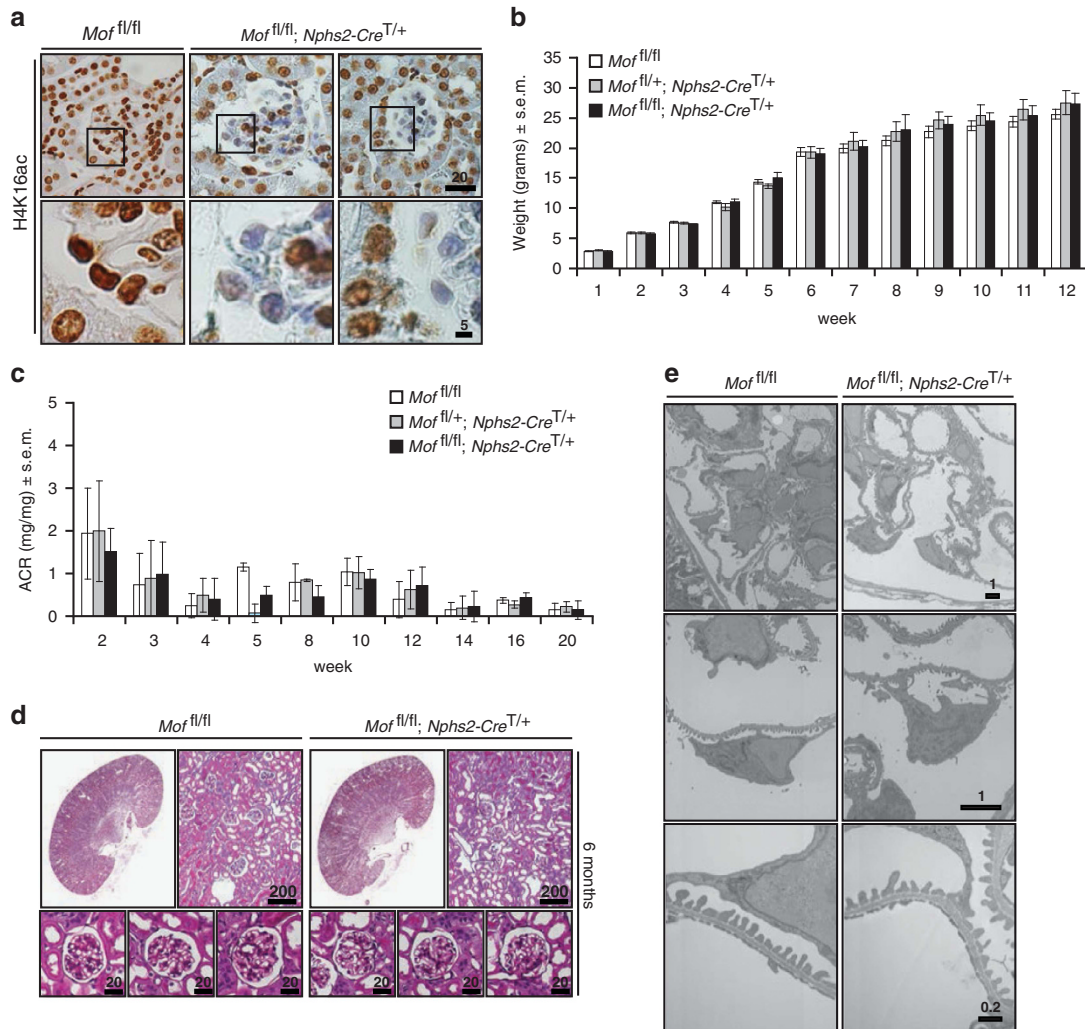 a
Mof fl/fl
Mof fl/fl; Nphs2-Cre T/+
H4K16ac
20
5
b
Weight (grams) ± s.e.m.
35
30
25
20
15
10
5
0
Mof fl/fl
Mof fl/+; Nphs2-Cre T/+
Mof fl/fl; Nphs2-Cre T/+
1 2 3 4 5 6 7 8 9 10 11 12
week
c
ACR (mg/mg) ± s.e.m.
5
4
3
2
1
0
Mof fl/fl
Mof fl/+; Nphs2-Cre T/+
Mof fl/fl; Nphs2-Cre T/+
2 3 4 5 8 10 12 14 16 20
week
d
Mof fl/fl
Mof fl/fl; Nphs2-Cre T/+
200
200
6 months
20 20 20 20 20 20
e
Mof fl/fl
Mof fl/fl; Nphs2-Cre T/+
1
1
0.2